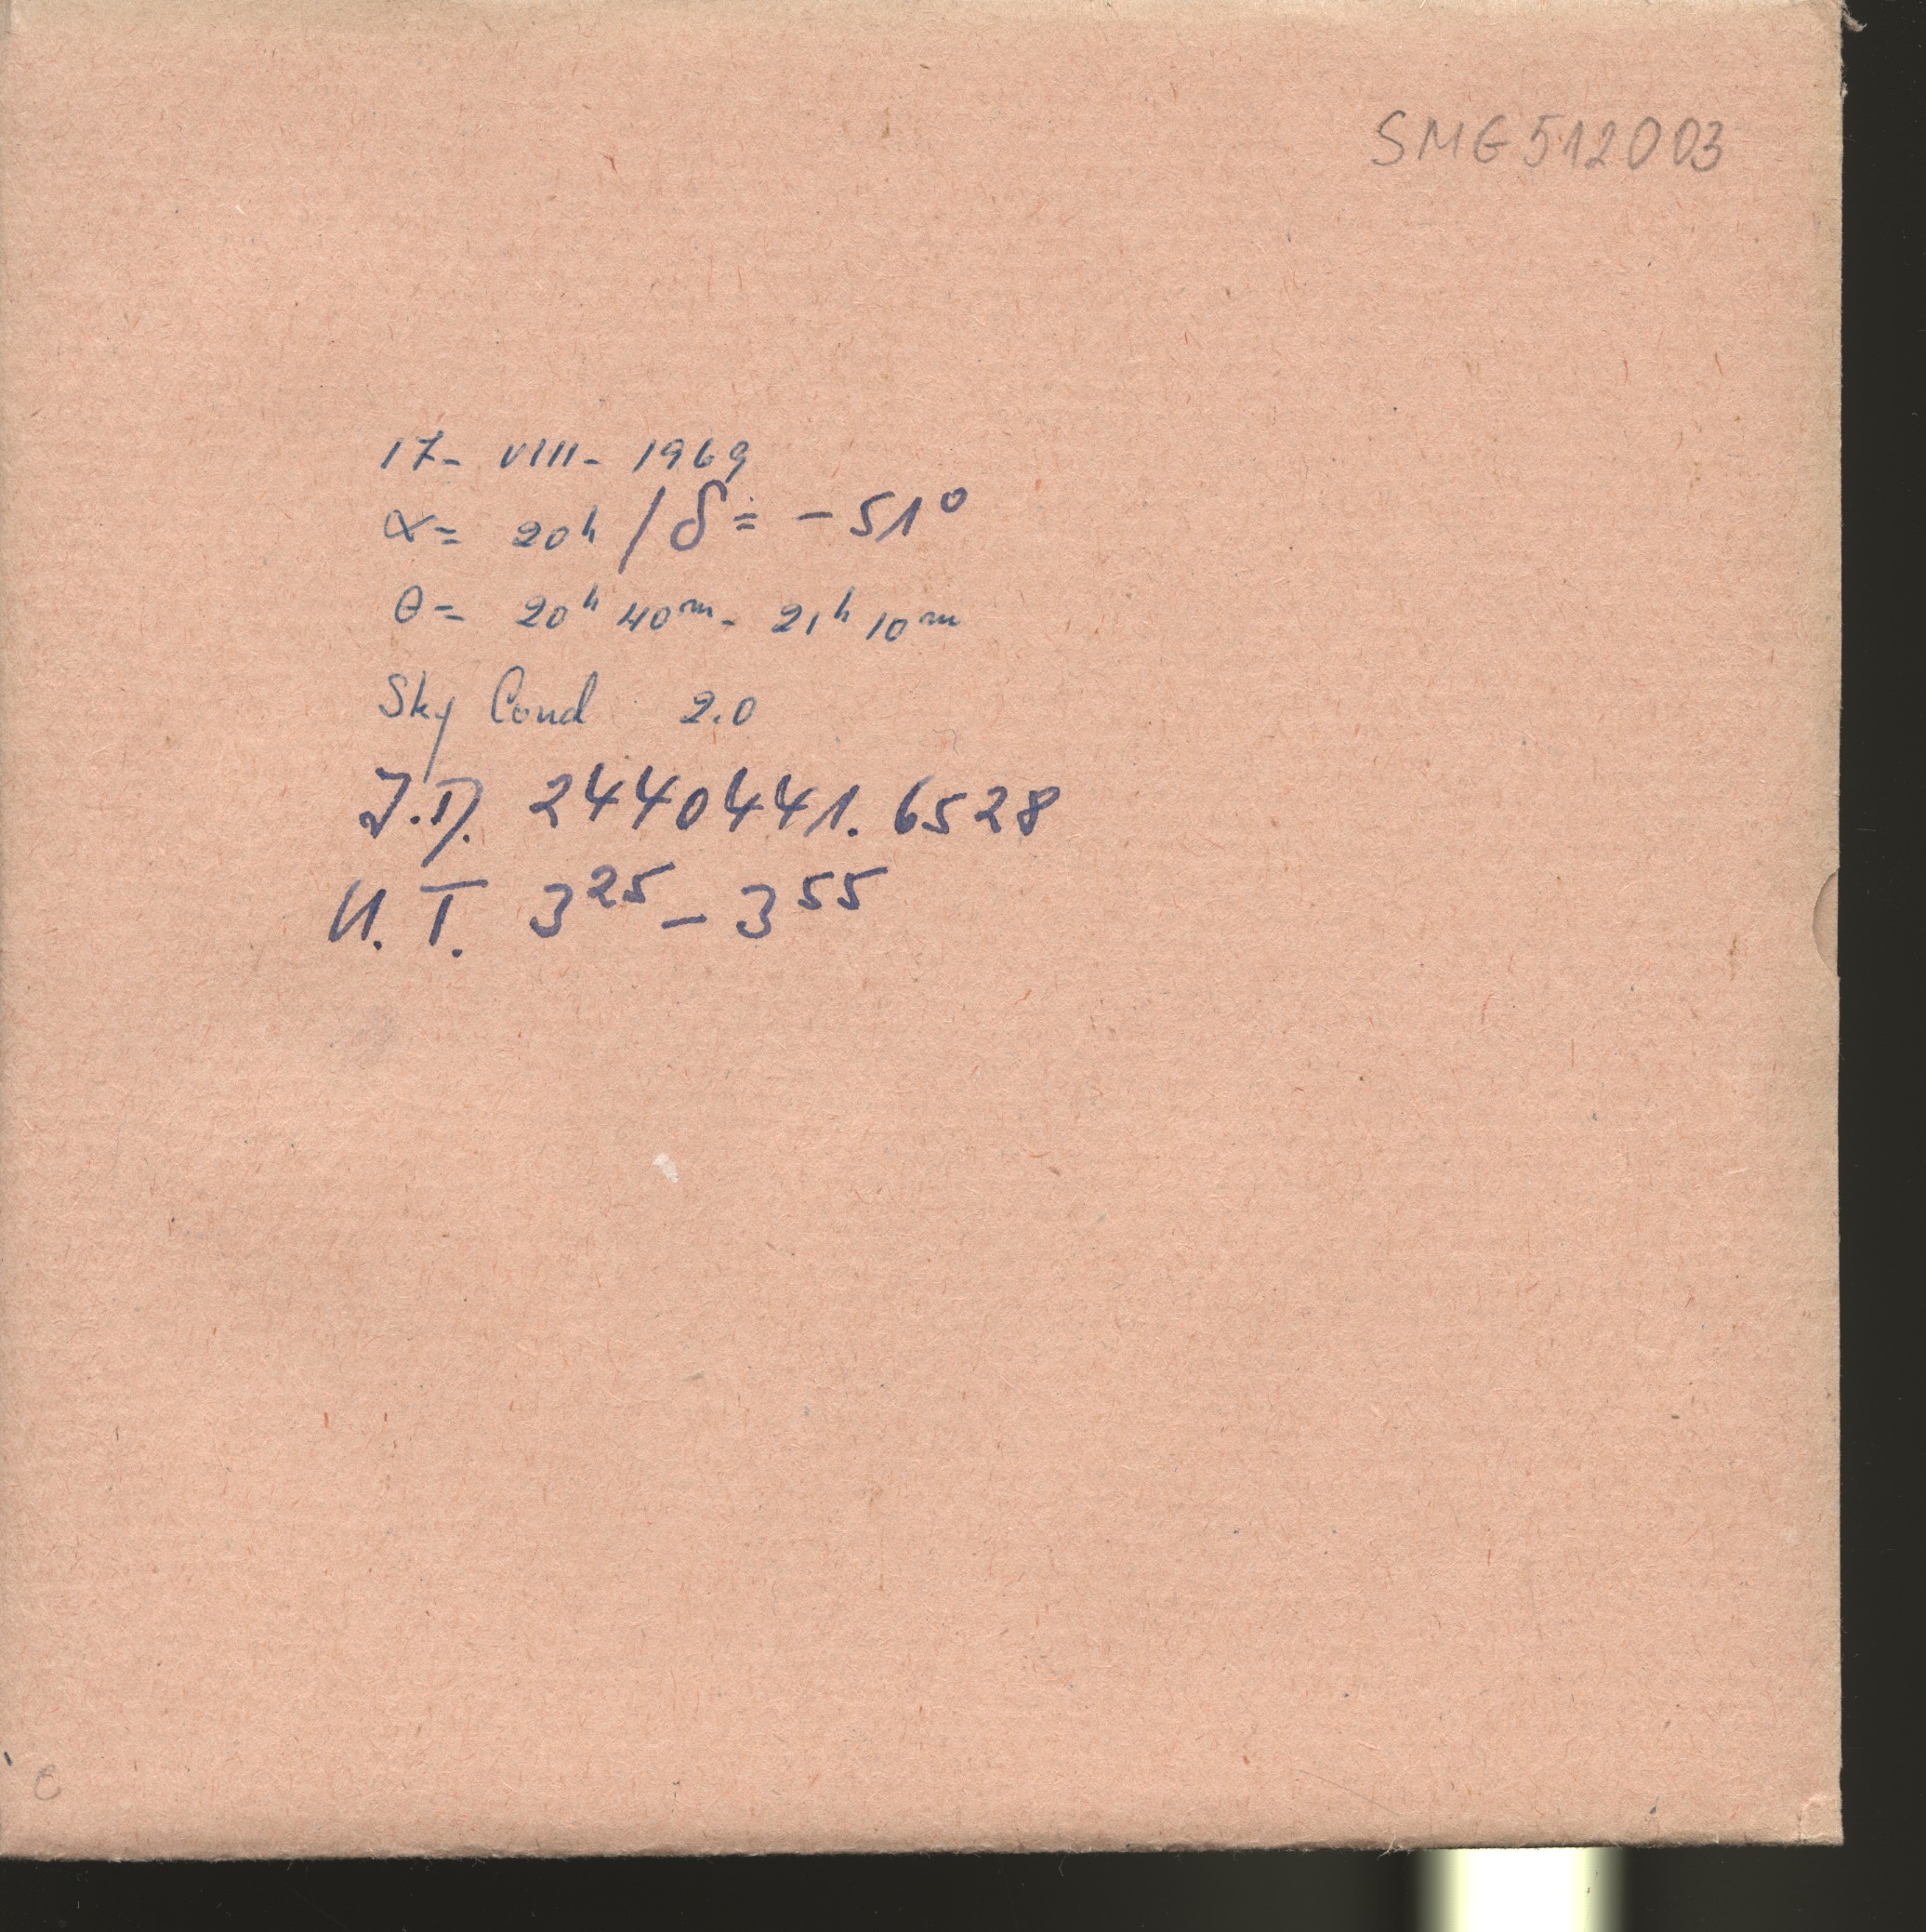 SMG512003
17- VIII- 1969
α= 20ʰ / δ= -51°
θ= 20ʰ 40ᵐ- 21ʰ 10ᵐ
Sky Cond 2.0
J.D. 2440441.6528
U.T. 3²⁵ - 3⁵⁵